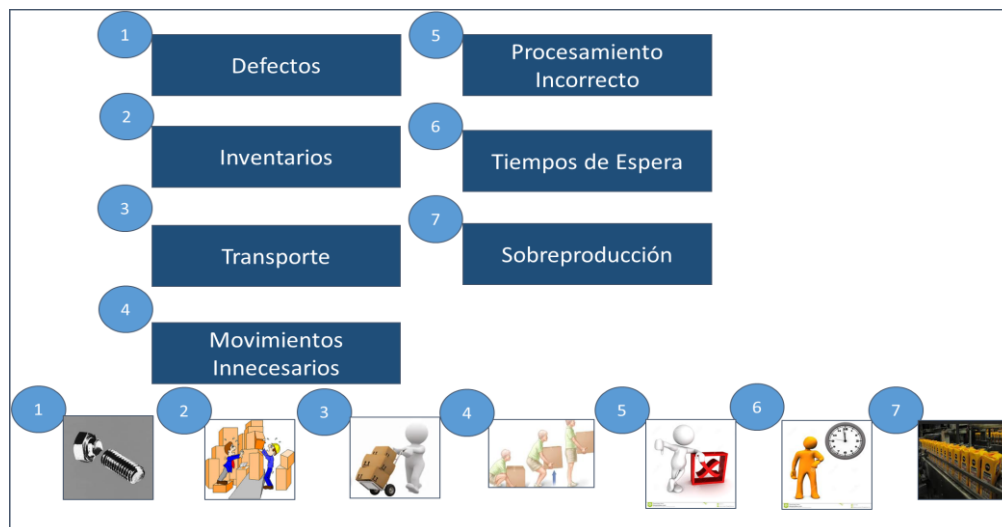 1
Defectos
2
Inventarios
3
Transporte
4
Movimientos
Innecesarios
5
Procesamiento
Incorrecto
6
Tiempos de Espera
7
Sobreproducción
1
2
3
4
5
6
7